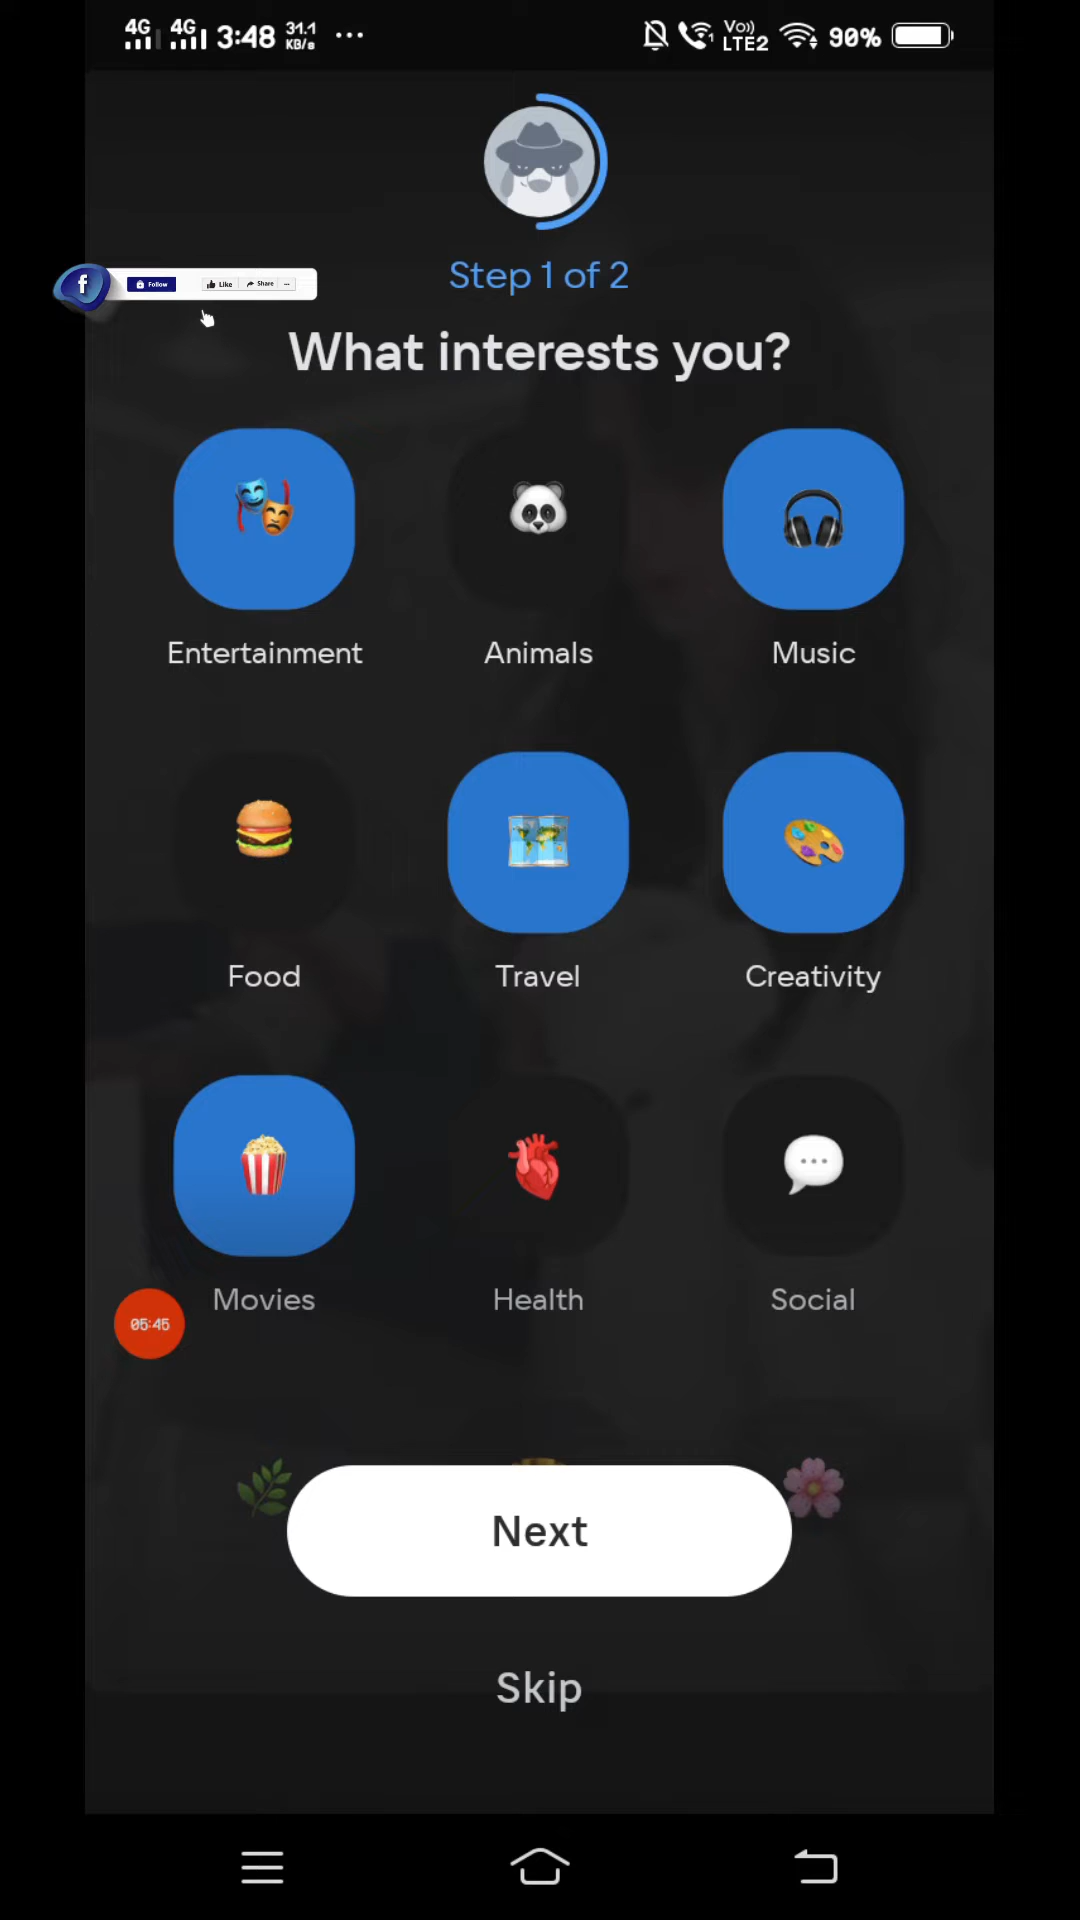 4G 4G 3:48 31.1 KB/s ... Vo)) LTE2 90%
Step 1 of 2
f Follow Like Share ...
What interests you?
Entertainment Animals Music
Food Travel Creativity
Movies Health Social
05:45
Next
Skip